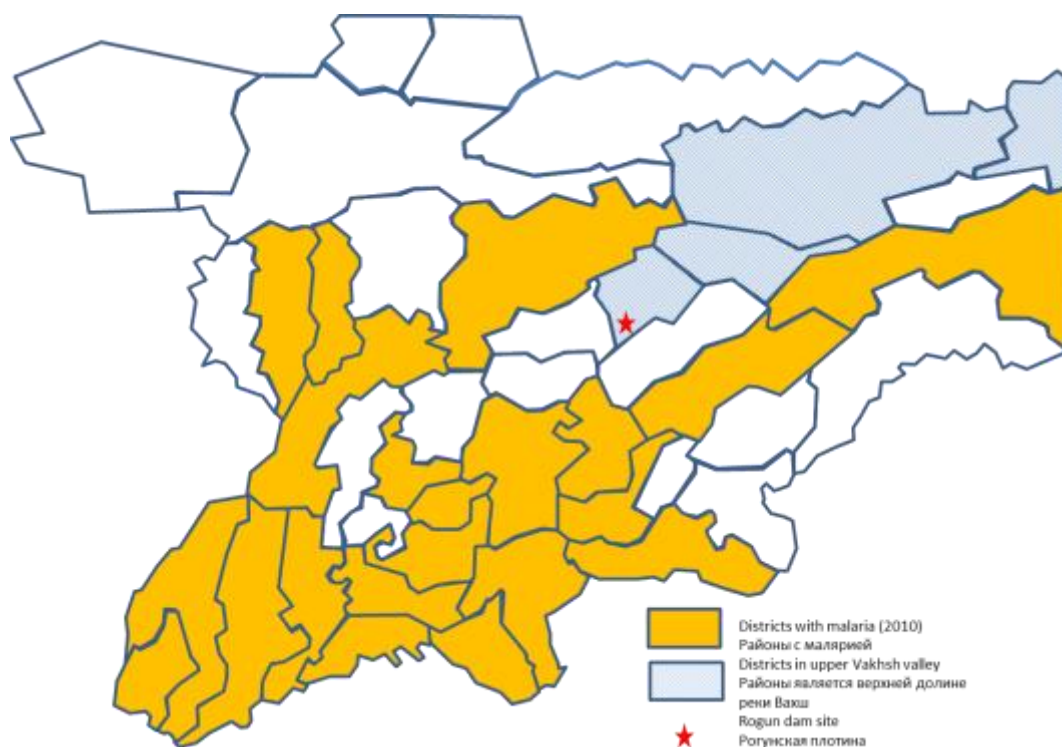 Districts with malaria (2010)
Районы с малярией
Districts in upper Vakhsh valley
Районы является верхней долине
реки Вахш
Rogun dam site
Рогунская плотина